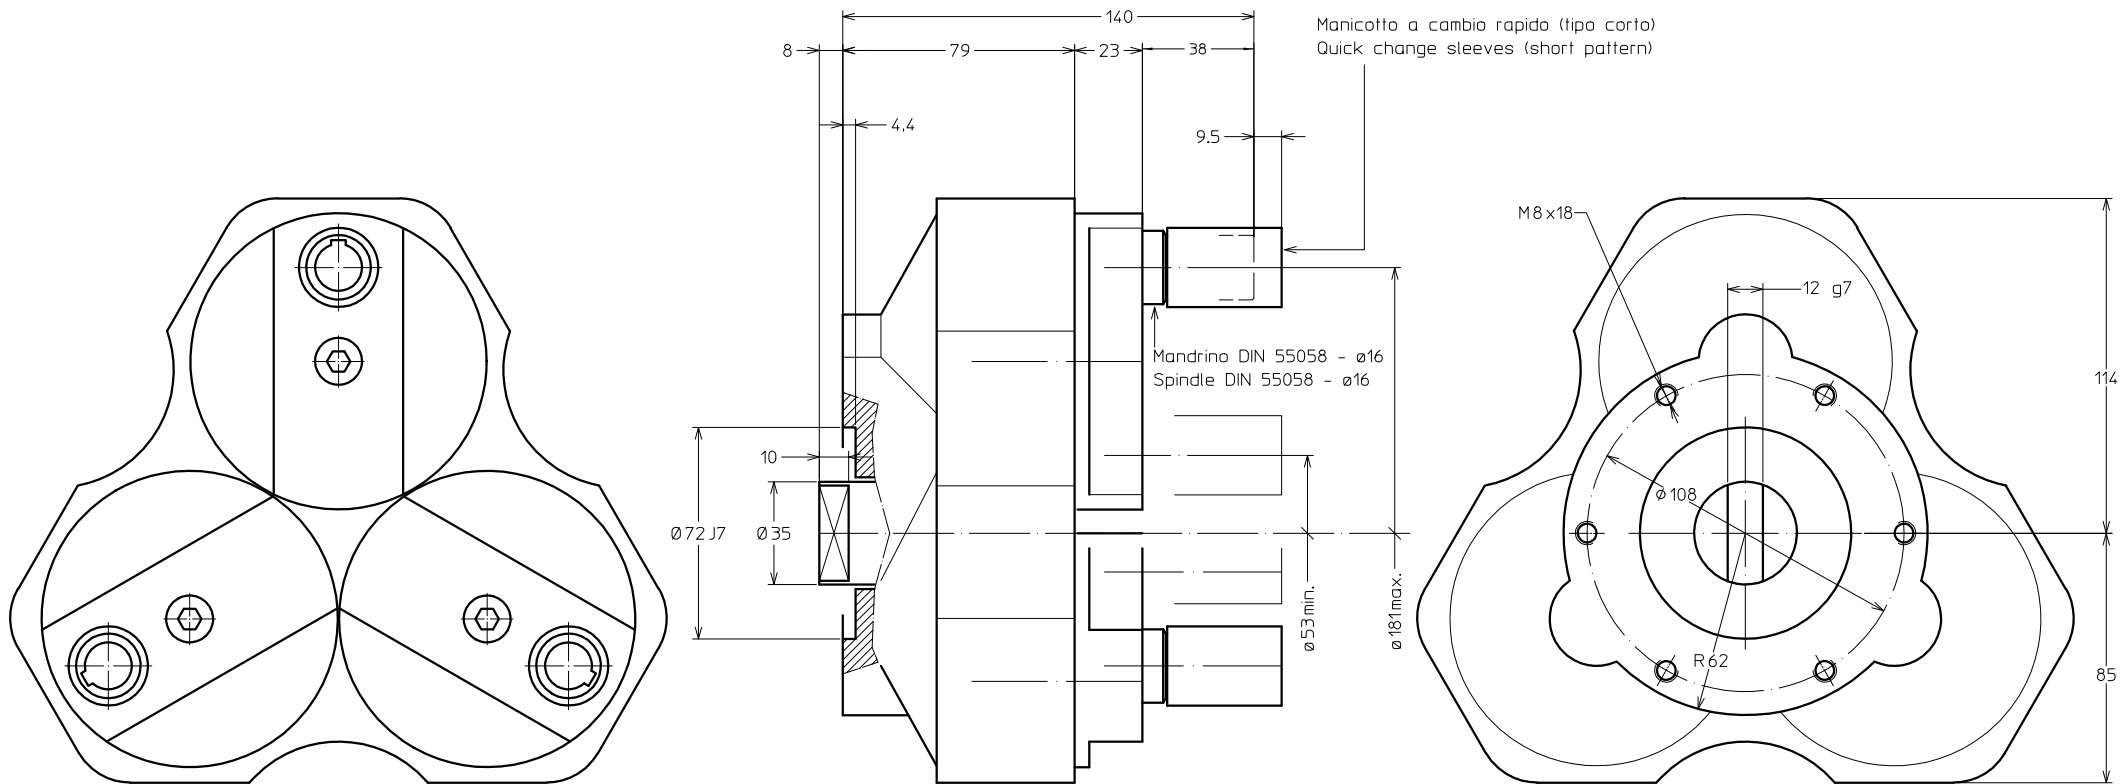 140
Manicotto a cambio rapido (tipo corto)
Quick change sleeves (short pattern)
8
79
23
38
4,4
9.5
M8x18
12 g7
Mandrino DIN 55058 - ø16
Spindle DIN 55058 - ø16
114
10
Ø72J7
Ø35
Ø108
ø53min.
ø181max.
R62
85